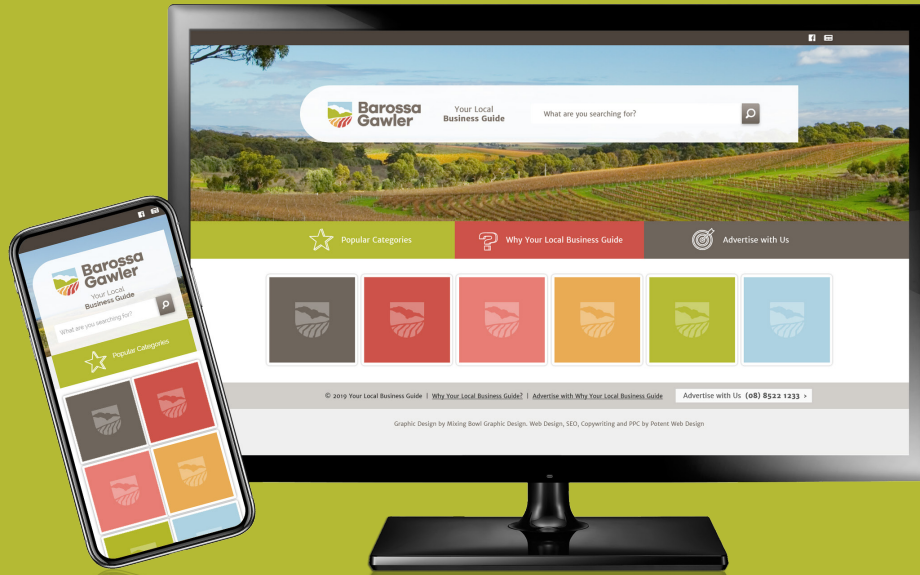 Barossa
Gawler
Your Local
Business Guide
What are you searching for?
Popular Categories
Why Your Local Business Guide
Advertise with Us
© 2019 Your Local Business Guide | Why Your Local Business Guide? | Advertise with Why Your Local Business Guide
Advertise with Us (08) 8522 1233 ›
Graphic Design by Mixing Bowl Graphic Design. Web Design, SEO, Copywriting and PPC by Potent Web Design
Barossa
Gawler
Your Local
Business Guide
What are you searching for?
Popular Categories